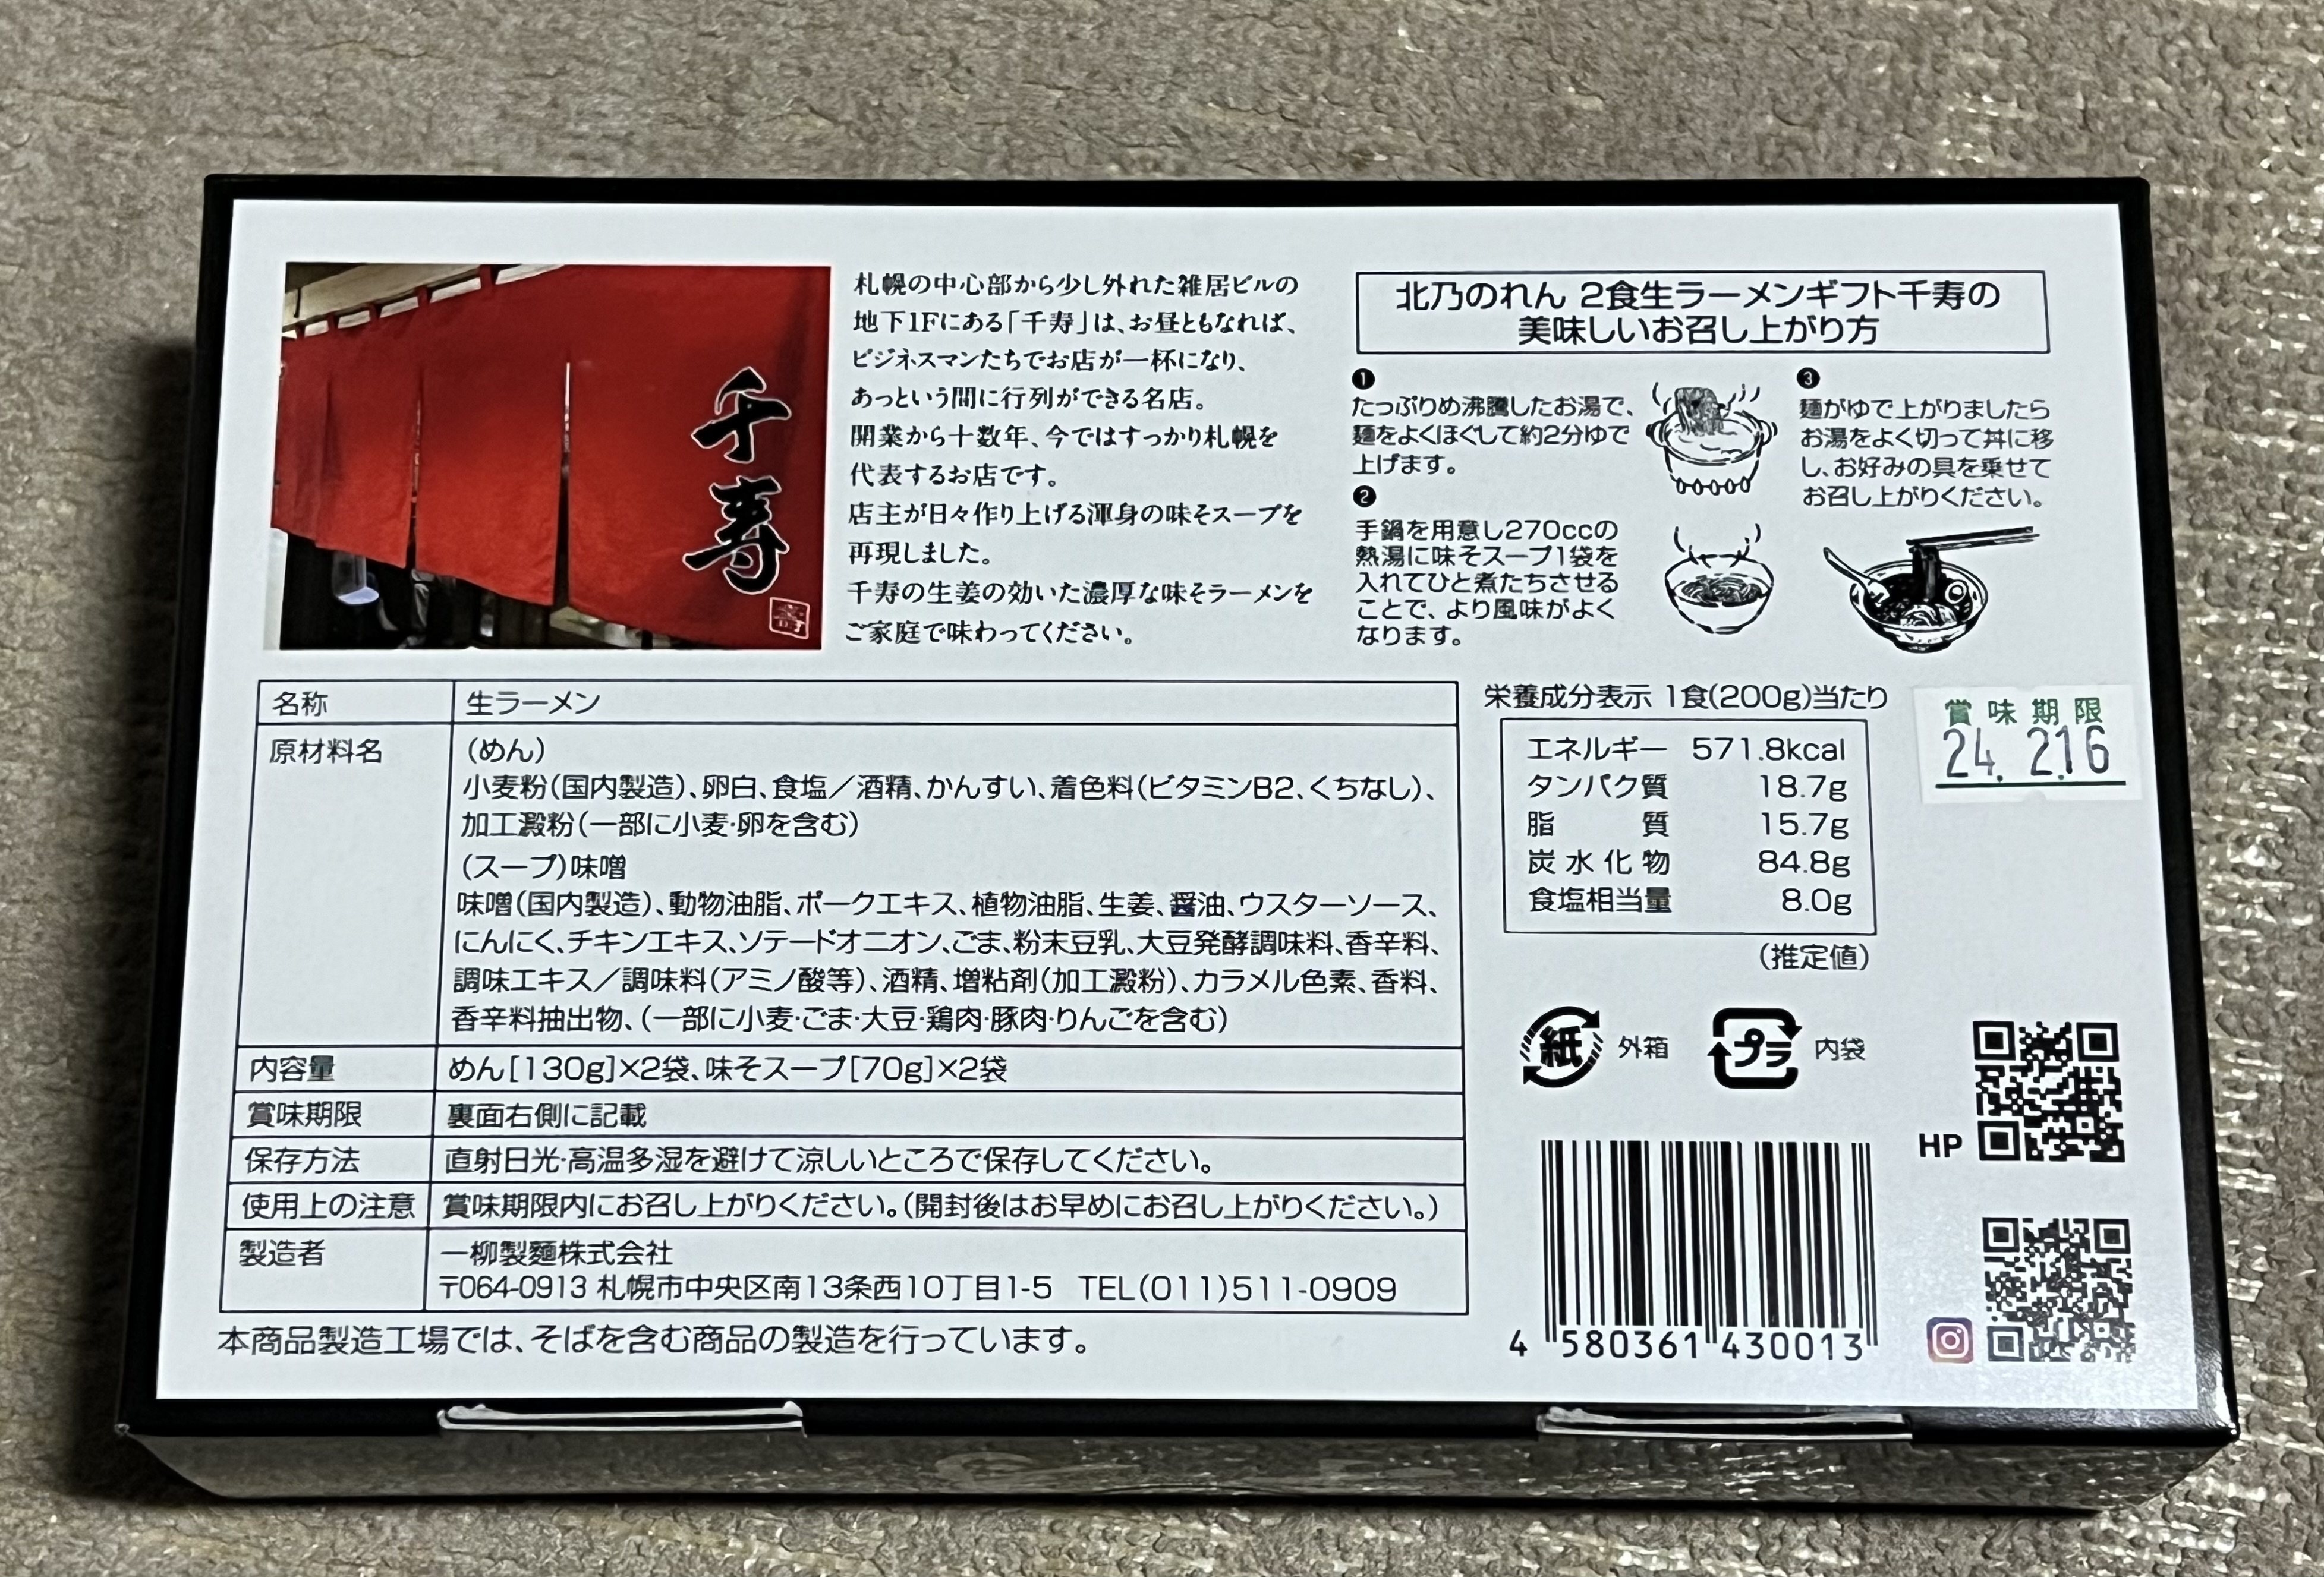 千寿
札幌の中心部から少し外れた雑居ビルの
地下1Fにある「千寿」は、お昼ともなれば、
ビジネスマンたちでお店が一杯になり、
あっという間に行列ができる名店。
開業から十数年、今ではすっかり札幌を
代表するお店です。
店主が日々作り上げる渾身の味そスープを
再現しました。
千寿の生姜の効いた濃厚な味そラーメンを
ご家庭で味わってください。
北乃のれん 2食生ラーメンギフト千寿の
美味しいお召し上がり方
❶
たっぷりめ沸騰したお湯で、
麺をよくほぐして約2分ゆで
上げます。
❷
手鍋を用意し270ccの
熱湯に味そスープ1袋を
入れてひと煮たちさせる
ことで、より風味がよく
なります。
❸
麺がゆで上がりましたら
お湯をよく切って丼に移
し、お好みの具を乗せて
お召し上がりください。
名称 生ラーメン
原材料名 (めん)
小麦粉(国内製造)、卵白、食塩/酒精、かんすい、着色料(ビタミンB2、くちなし)、
加工澱粉(一部に小麦・卵を含む)
(スープ)味噌
味噌(国内製造)、動物油脂、ポークエキス、植物油脂、生姜、醤油、ウスターソース、
にんにく、チキンエキス、ソテードオニオン、ごま、粉末豆乳、大豆発酵調味料、香辛料、
調味エキス/調味料(アミノ酸等)、酒精、増粘剤(加工澱粉)、カラメル色素、香料、
香辛料抽出物、(一部に小麦・ごま・大豆・鶏肉・豚肉・りんごを含む)
内容量 めん[130g]×2袋、味そスープ[70g]×2袋
賞味期限 裏面右側に記載
保存方法 直射日光・高温多湿を避けて涼しいところで保存してください。
使用上の注意 賞味期限内にお召し上がりください。(開封後はお早めにお召し上がりください。)
製造者 一柳製麺株式会社
〒064-0913 札幌市中央区南13条西10丁目1-5 TEL(011)511-0909
本商品製造工場では、そばを含む商品の製造を行っています。
栄養成分表示 1食(200g)当たり
エネルギー 571.8kcal
タンパク質 18.7g
脂質 15.7g
炭水化物 84.8g
食塩相当量 8.0g
(推定値)
賞味期限
24. 2.16
紙 外箱 プラ 内袋
HP
4 580361 430013